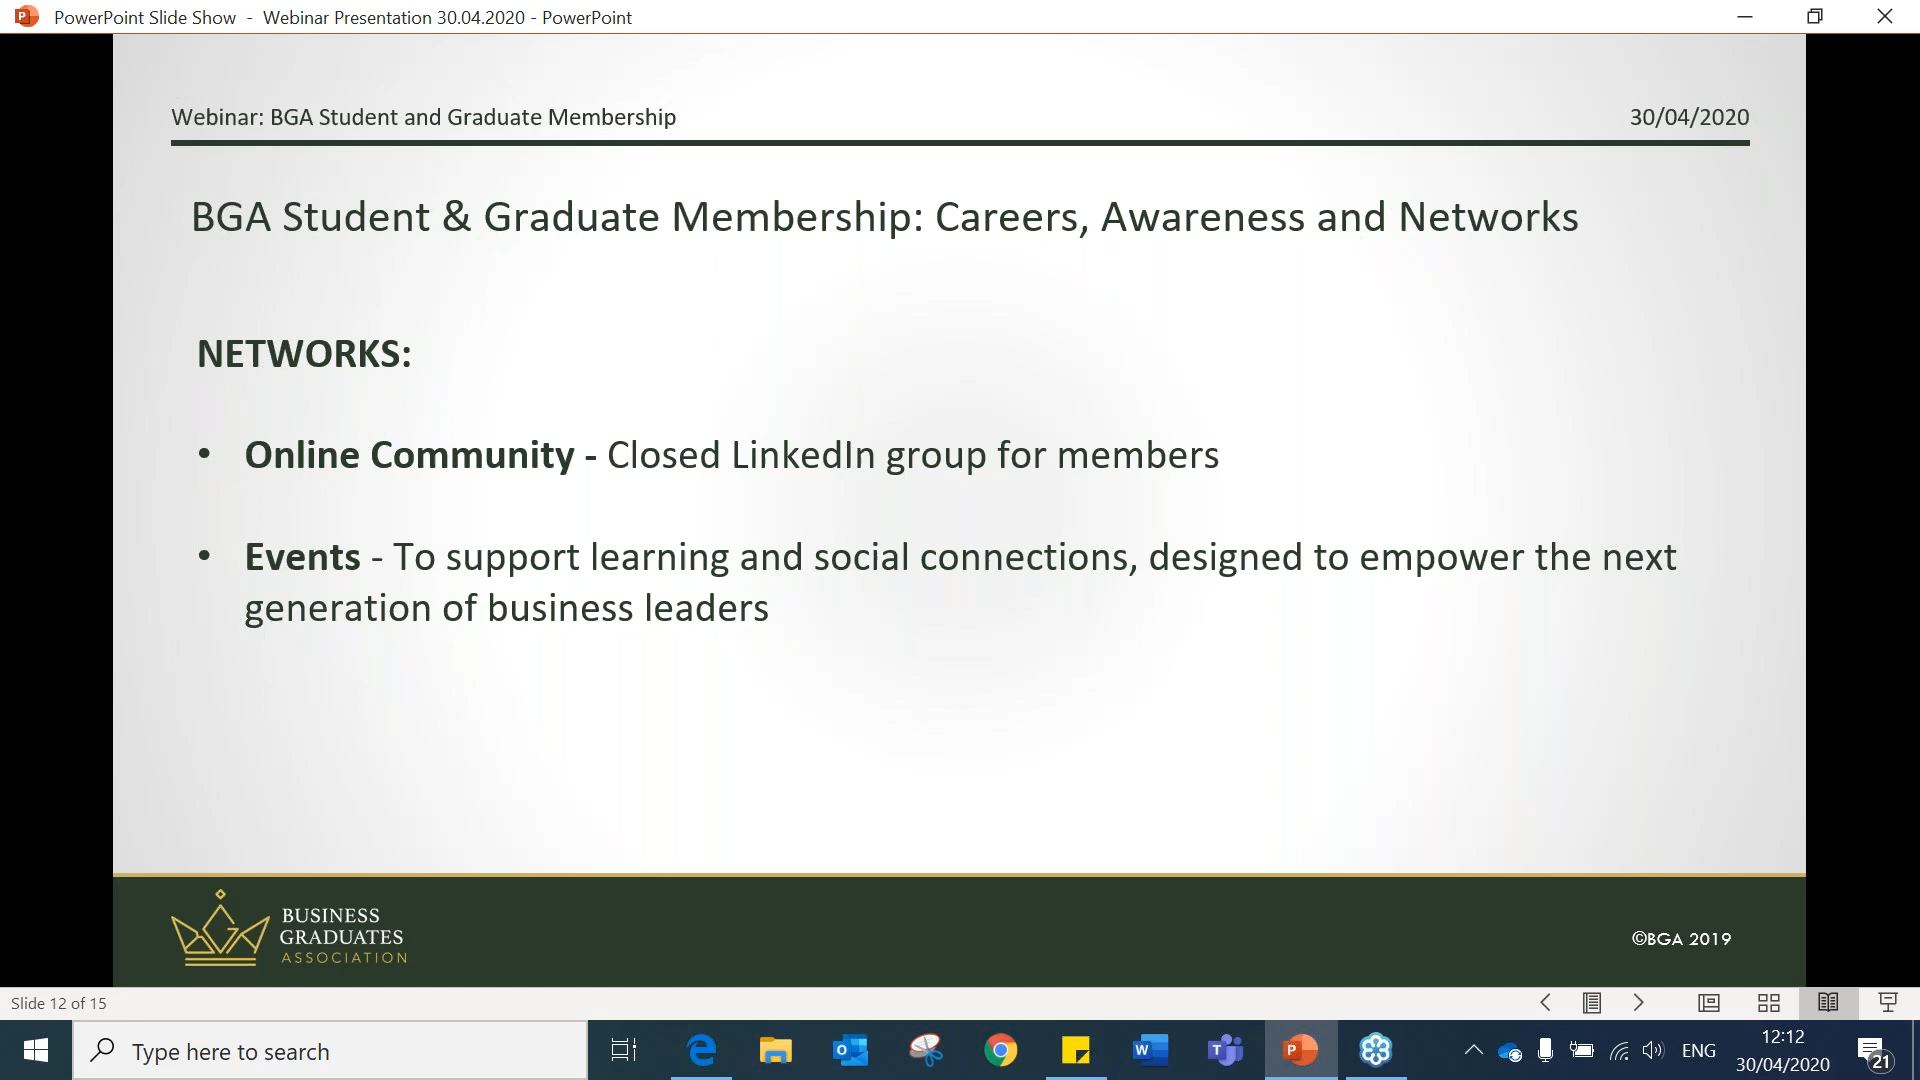 PowerPoint Slide Show - Webinar Presentation 30.04.2020 - PowerPoint
Webinar: BGA Student and Graduate Membership 30/04/2020
BGA Student & Graduate Membership: Careers, Awareness and Networks
NETWORKS:
• Online Community - Closed LinkedIn group for members
• Events - To support learning and social connections, designed to empower the next
generation of business leaders
BUSINESS
GRADUATES
ASSOCIATION
©BGA 2019
Slide 12 of 15
Type here to search
ENG
12:12
30/04/2020
21